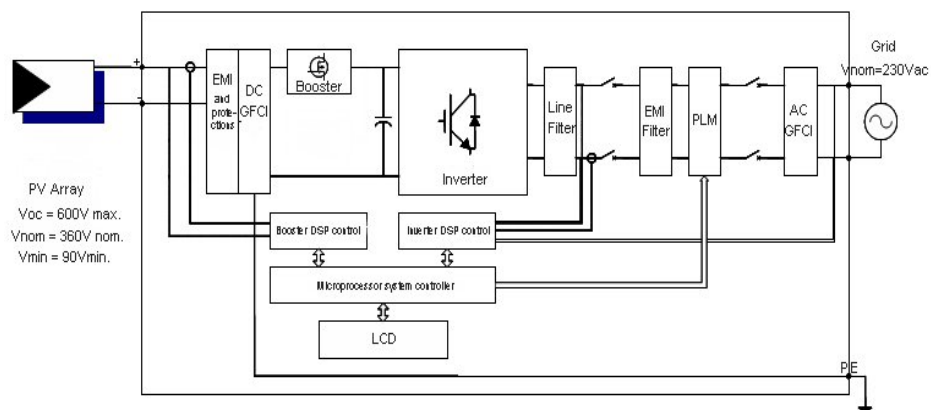 Grid
Vnom=230Vac
+
-
EMI
and
prote-
ctions
DC
GFCI
Booster
Inverter
Line
Filter
EMI
Filter
PLM
AC
GFCI
PV Array
Voc = 600V max.
Vnom = 360V nom.
Vmin = 90Vmin.
Booster DSP control
Inverter DSP control
Microprocessor system controller
LCD
PE